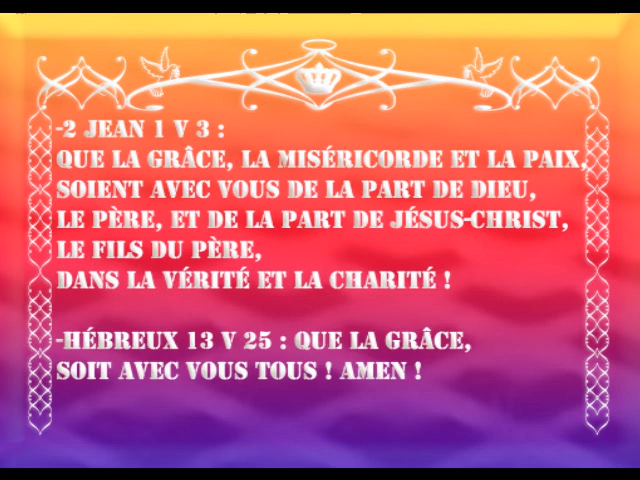 -2 JEAN 1 V 3 :
QUE LA GRÂCE, LA MISÉRICORDE ET LA PAIX,
SOIENT AVEC VOUS DE LA PART DE DIEU,
LE PÈRE, ET DE LA PART DE JÉSUS-CHRIST,
LE FILS DU PÈRE,
DANS LA VÉRITÉ ET LA CHARITÉ !
-HÉBREUX 13 V 25 : QUE LA GRÂCE,
SOIT AVEC VOUS TOUS ! AMEN !